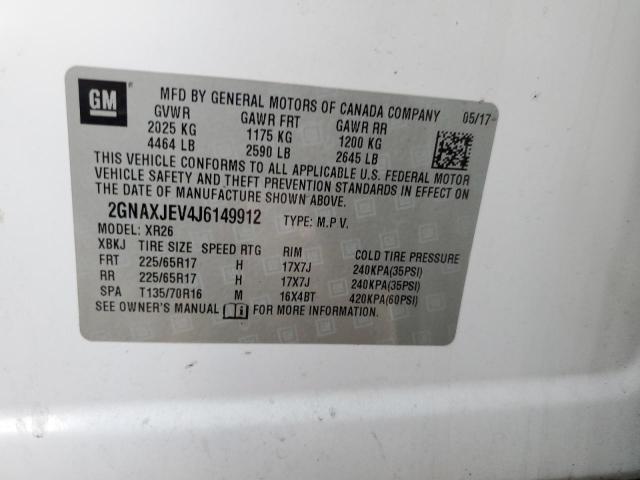 GM
MFD BY GENERAL MOTORS OF CANADA COMPANY 05/17
GVWR GAWR FRT GAWR RR
2025 KG 1175 KG 1200 KG
4464 LB 2590 LB 2645 LB
THIS VEHICLE CONFORMS TO ALL APPLICABLE U.S. FEDERAL MOTOR
VEHICLE SAFETY AND THEFT PREVENTION STANDARDS IN EFFECT ON
THE DATE OF MANUFACTURE SHOWN ABOVE.
2GNAXJEV4J6149912 TYPE: M.P.V.
MODEL: XR26
XBKJ TIRE SIZE SPEED RTG RIM COLD TIRE PRESSURE
FRT 225/65R17 H 17X7J 240KPA(35PSI)
RR 225/65R17 H 17X7J 240KPA(35PSI)
SPA T135/70R16 M 16X4BT 420KPA(60PSI)
SEE OWNER'S MANUAL FOR MORE INFORMATION.